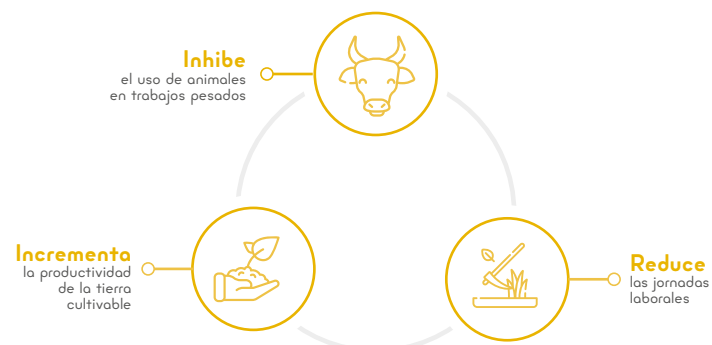 Inhibe
el uso de animales
en trabajos pesados
Incrementa
la productividad
de la tierra
cultivable
Reduce
las jornadas
laborales